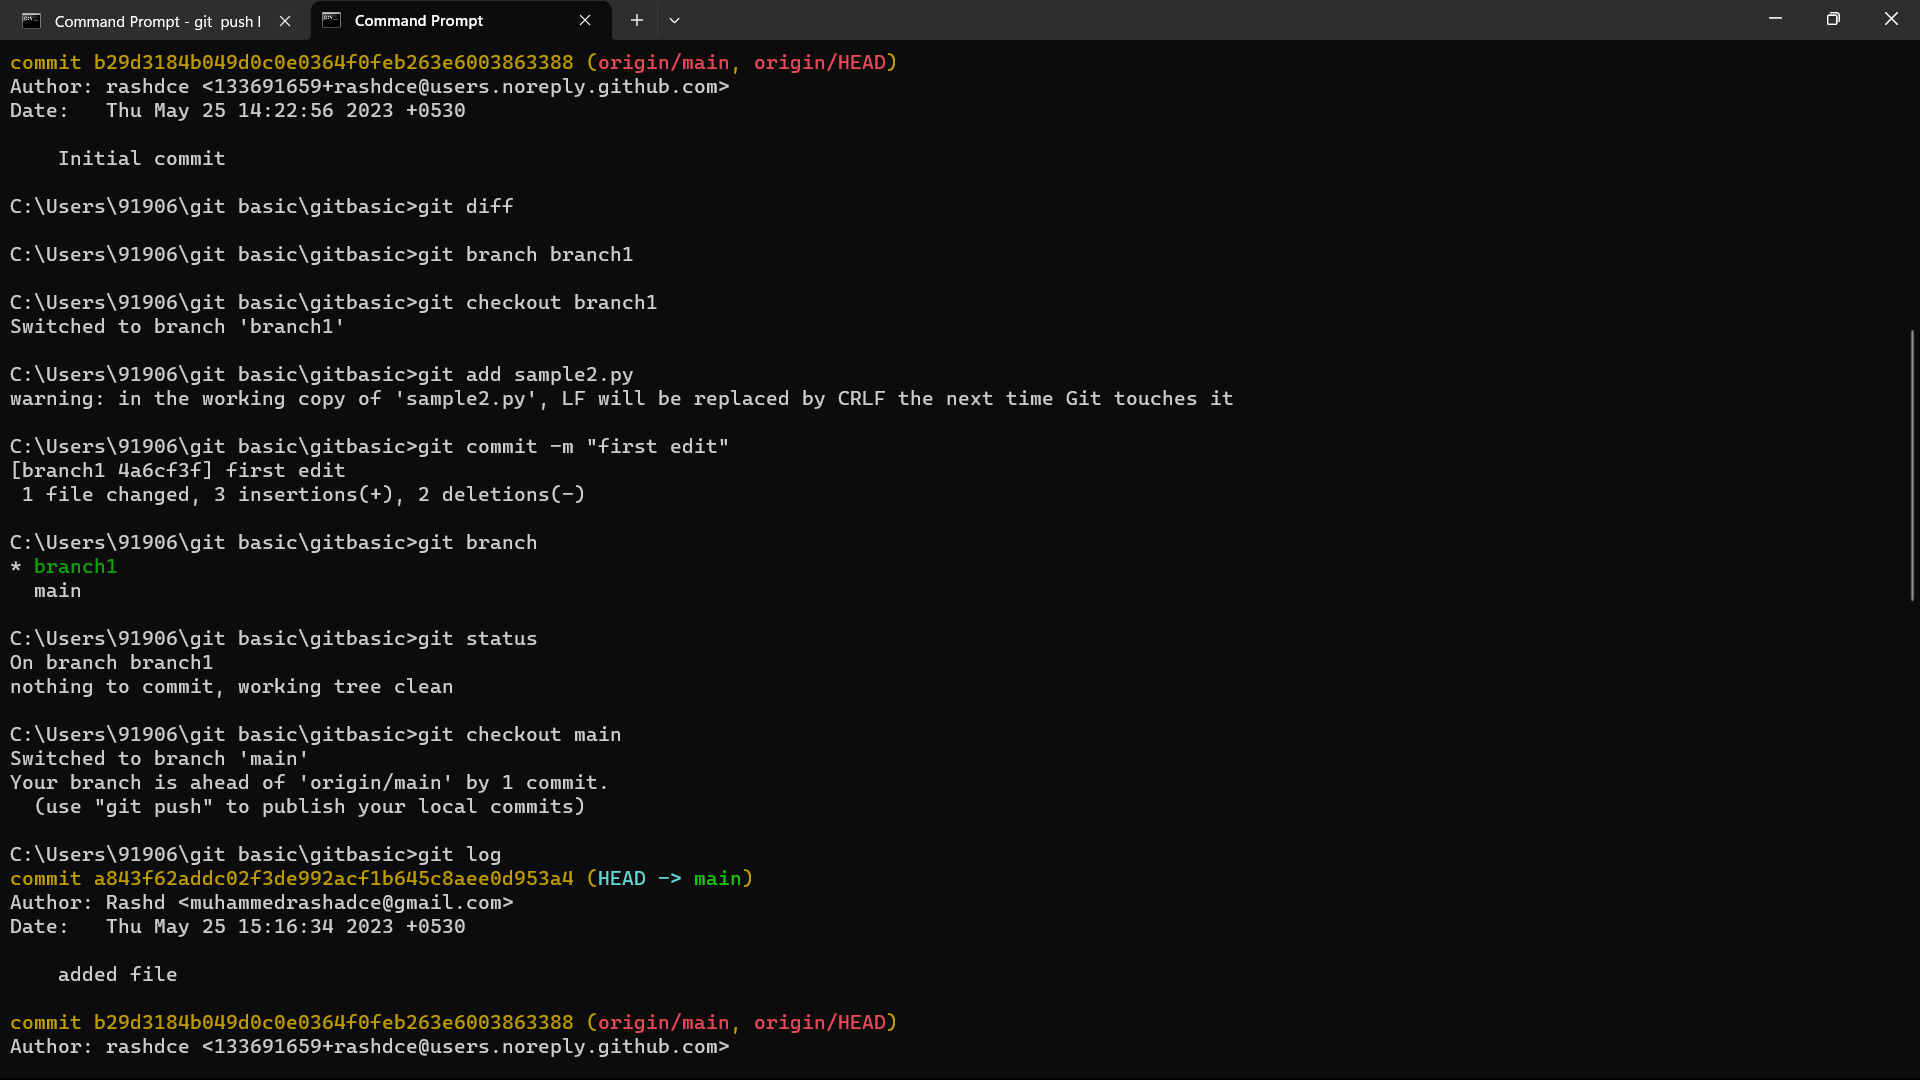 Command Prompt - git  push l
Command Prompt
commit b29d3184b049d0c0e0364f0feb263e6003863388 (origin/main, origin/HEAD)
Author: rashdce <133691659+rashdce@users.noreply.github.com>
Date:   Thu May 25 14:22:56 2023 +0530
    Initial commit
C:\Users\91906\git basic\gitbasic>git diff
C:\Users\91906\git basic\gitbasic>git branch branch1
C:\Users\91906\git basic\gitbasic>git checkout branch1
Switched to branch 'branch1'
C:\Users\91906\git basic\gitbasic>git add sample2.py
warning: in the working copy of 'sample2.py', LF will be replaced by CRLF the next time Git touches it
C:\Users\91906\git basic\gitbasic>git commit -m "first edit"
[branch1 4a6cf3f] first edit
 1 file changed, 3 insertions(+), 2 deletions(-)
C:\Users\91906\git basic\gitbasic>git branch
* branch1
  main
C:\Users\91906\git basic\gitbasic>git status
On branch branch1
nothing to commit, working tree clean
C:\Users\91906\git basic\gitbasic>git checkout main
Switched to branch 'main'
Your branch is ahead of 'origin/main' by 1 commit.
  (use "git push" to publish your local commits)
C:\Users\91906\git basic\gitbasic>git log
commit a843f62addc02f3de992acf1b645c8aee0d953a4 (HEAD -> main)
Author: Rashd <muhammedrashadce@gmail.com>
Date:   Thu May 25 15:16:34 2023 +0530
    added file
commit b29d3184b049d0c0e0364f0feb263e6003863388 (origin/main, origin/HEAD)
Author: rashdce <133691659+rashdce@users.noreply.github.com>